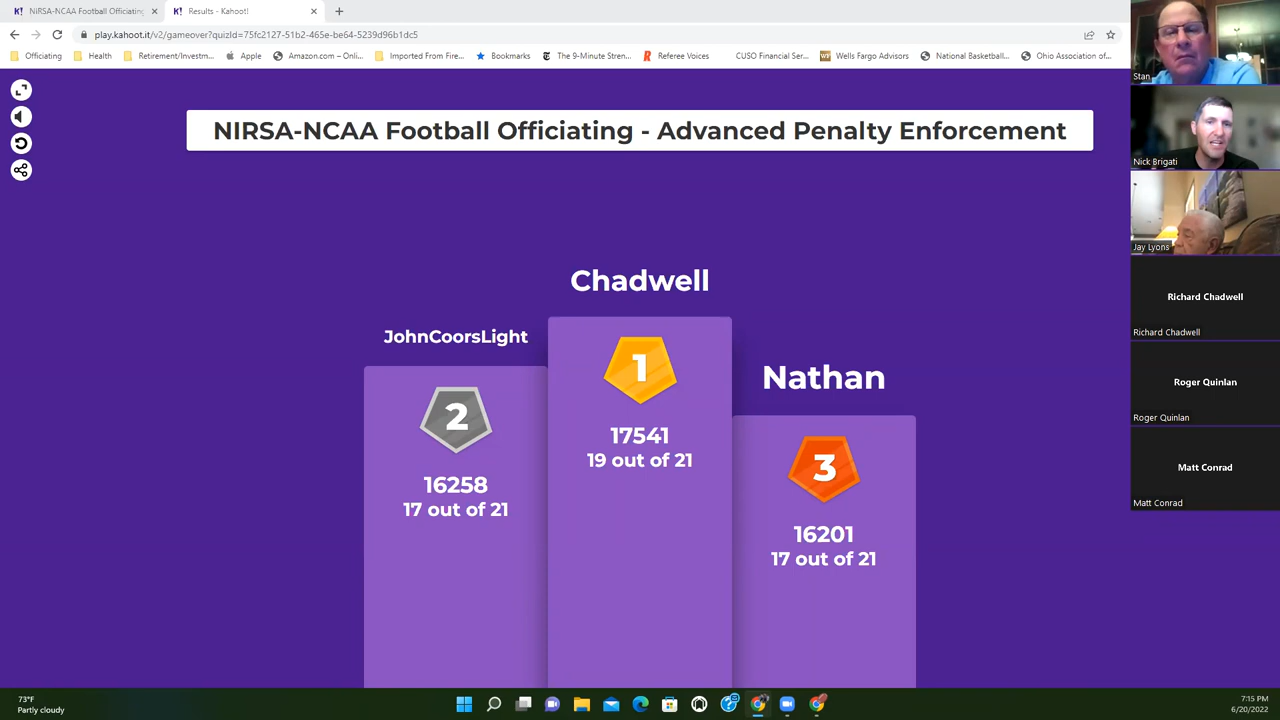 NIRSA-NCAA Football Officiating
Results - Kahoot!
play.kahoot.it/v2/gameover?quizId=75fc2127-51b2-465e-be64-5239d96b1dc5
Officiating
Health
Retirement/Investm...
Apple
Amazon.com – Onli...
Imported From Fire...
Bookmarks
The 9-Minute Stren...
Referee Voices
CUSO Financial Ser...
Wells Fargo Advisors
National Basketball...
Ohio Association of...
NIRSA-NCAA Football Officiating - Advanced Penalty Enforcement
Chadwell
JohnCoorsLight
Nathan
1
17541
19 out of 21
2
16258
17 out of 21
3
16201
17 out of 21
Stan
Nick Brigati
Jay Lyons
Richard Chadwell
Richard Chadwell
Roger Quinlan
Roger Quinlan
Matt Conrad
Matt Conrad
73°F
Partly cloudy
7:15 PM
6/20/2022